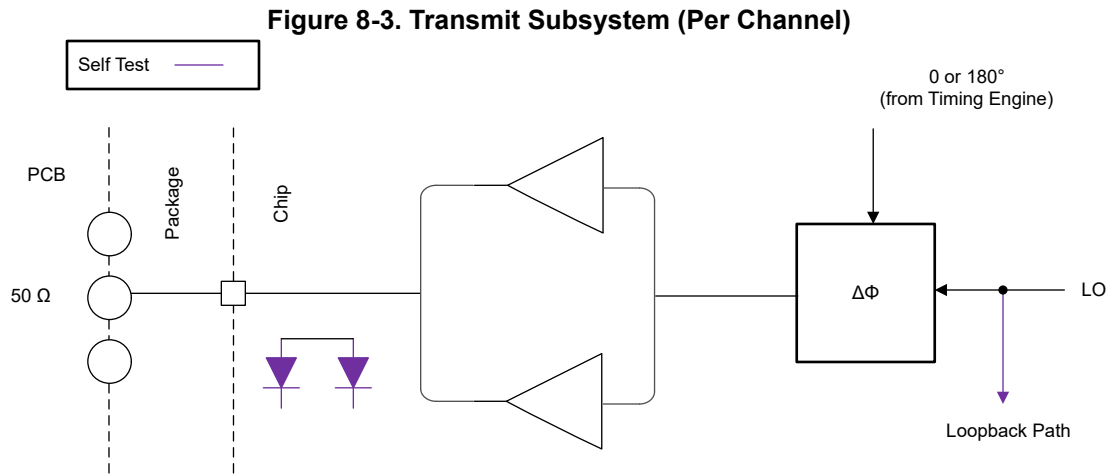 Figure 8-3. Transmit Subsystem (Per Channel)
Self Test
0 or 180°
(from Timing Engine)
PCB
Package
Chip
50 Ω
ΔΦ
LO
Loopback Path